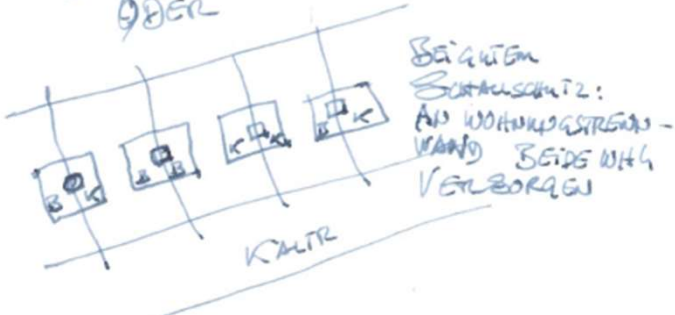 ODER
BEI GUTEM
SCHALLSCHUTZ:
AN WOHNUNGSTRENN-
WAND BEIDE WHG
VERSORGEN
B K
B B
K K
B K
KALTR